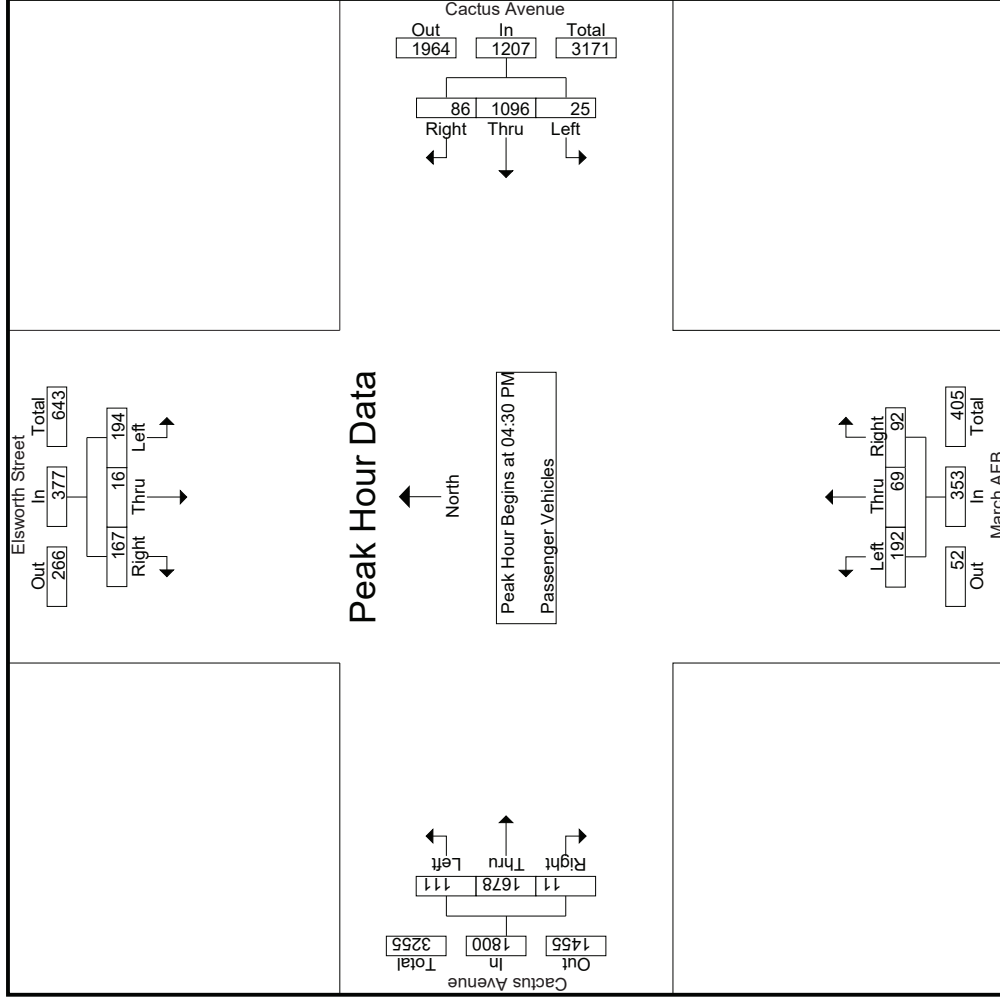 Cactus Avenue
Out In Total
1964 1207 3171
86 1096 25
Right Thru Left
Elsworth Street
Out In Total
266 377 643
167 16 194
Right Thru Left
Peak Hour Data
North
Peak Hour Begins at 04:30 PM
Passenger Vehicles
Left Thru Right
192 69 92
52 353 405
Out In Total
March AFB
Left Thru Right
111 1678 11
3255 1800 1455
Total In Out
Cactus Avenue